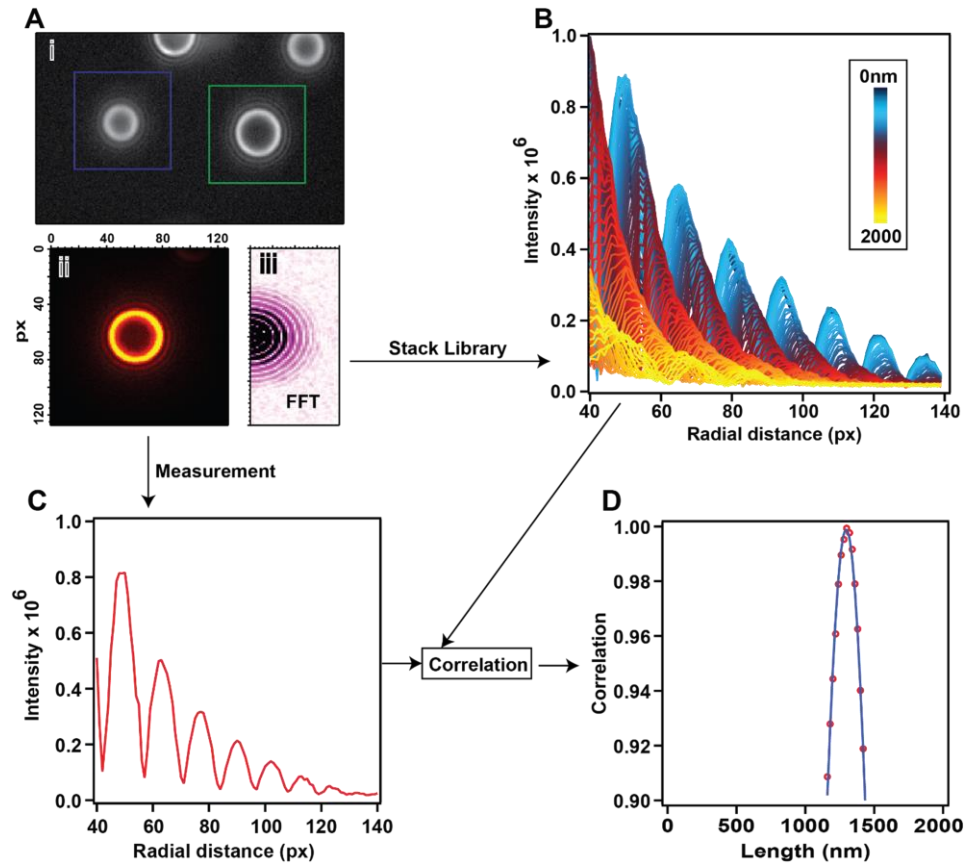 A
i
ii
0 40 80 120
0
40
80
120
px
iii
FFT
Stack Library
Measurement
B
1.0
0.8
0.6
0.4
0.2
0.0
Intensity x 10^6
40 60 80 100 120 140
Radial distance (px)
0nm
2000
C
1.0
0.8
0.6
0.4
0.2
0.0
Intensity x 10^6
40 60 80 100 120 140
Radial distance (px)
Correlation
D
1.00
0.98
0.96
0.94
0.92
0.90
Correlation
0 500 1000 1500 2000
Length (nm)